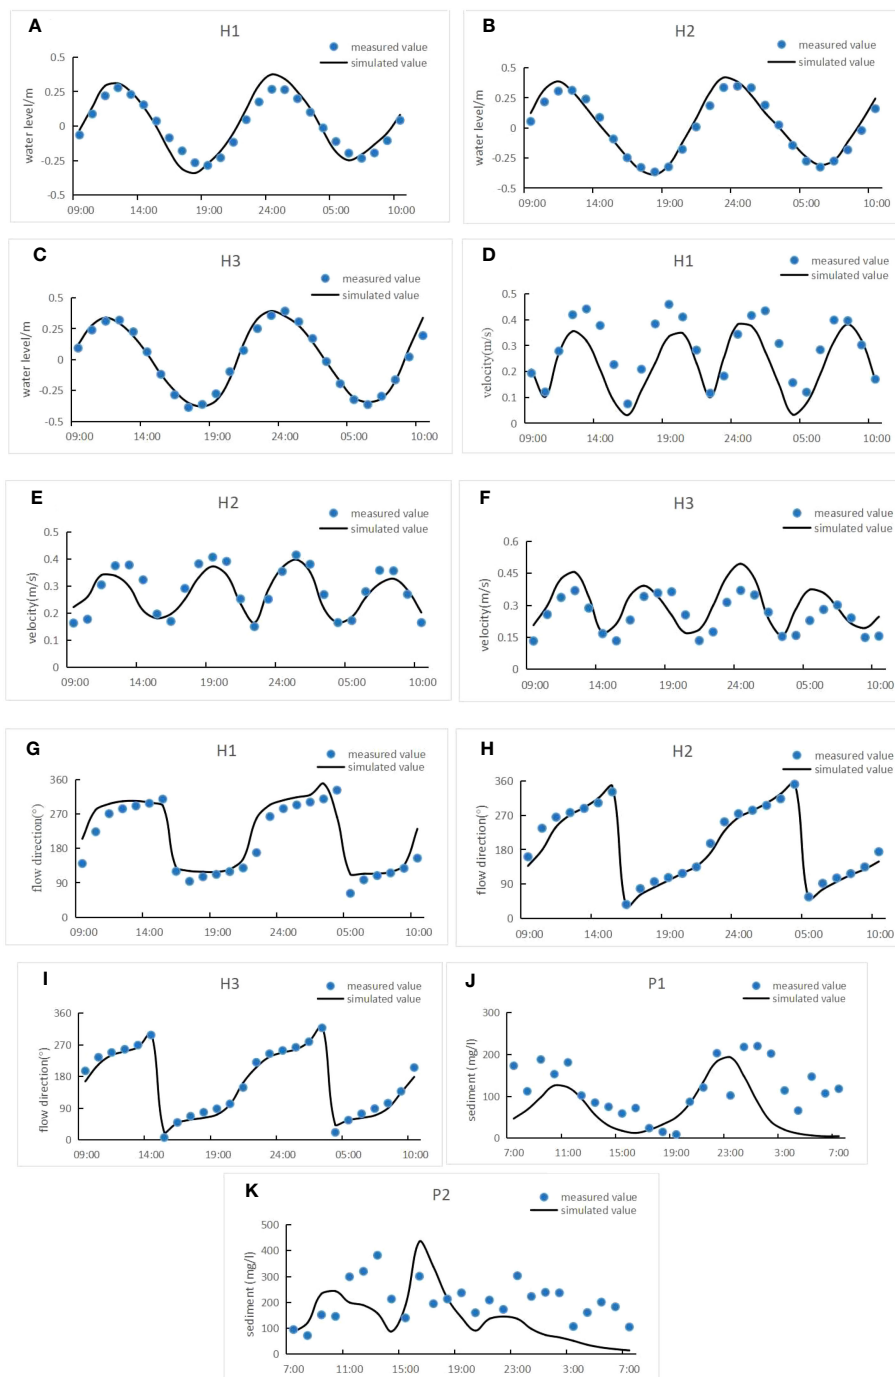 A
H1
measured value
simulated value
water level/m
0.5
0.25
0
-0.25
-0.5
09:00 14:00 19:00 24:00 05:00 10:00
B
H2
measured value
simulated value
water level/m
0.5
0.25
0
-0.25
-0.5
09:00 14:00 19:00 24:00 05:00 10:00
C
H3
measured value
simulated value
water level/m
0.5
0.25
0
-0.25
-0.5
09:00 14:00 19:00 24:00 05:00 10:00
D
H1
measured value
simulated value
velocity(m/s)
0.5
0.4
0.3
0.2
0.1
0
09:00 14:00 19:00 24:00 05:00 10:00
E
H2
measured value
simulated value
velocity(m/s)
0.5
0.4
0.3
0.2
0.1
0
09:00 14:00 19:00 24:00 05:00 10:00
F
H3
measured value
simulated value
velocity(m/s)
0.6
0.45
0.3
0.15
0
09:00 14:00 19:00 24:00 05:00 10:00
G
H1
measured value
simulated value
flow direction(°)
360
270
180
90
0
09:00 14:00 19:00 24:00 05:00 10:00
H
H2
measured value
simulated value
flow direction(°)
360
270
180
90
0
09:00 14:00 19:00 24:00 05:00 10:00
I
H3
measured value
simulated value
flow direction(°)
360
270
180
90
0
09:00 14:00 19:00 24:00 05:00 10:00
J
P1
measured value
simulated value
sediment (mg/l)
300
200
100
0
7:00 11:00 15:00 19:00 23:00 3:00 7:00
K
P2
measured value
simulated value
sediment (mg/l)
500
400
300
200
100
0
7:00 11:00 15:00 19:00 23:00 3:00 7:00